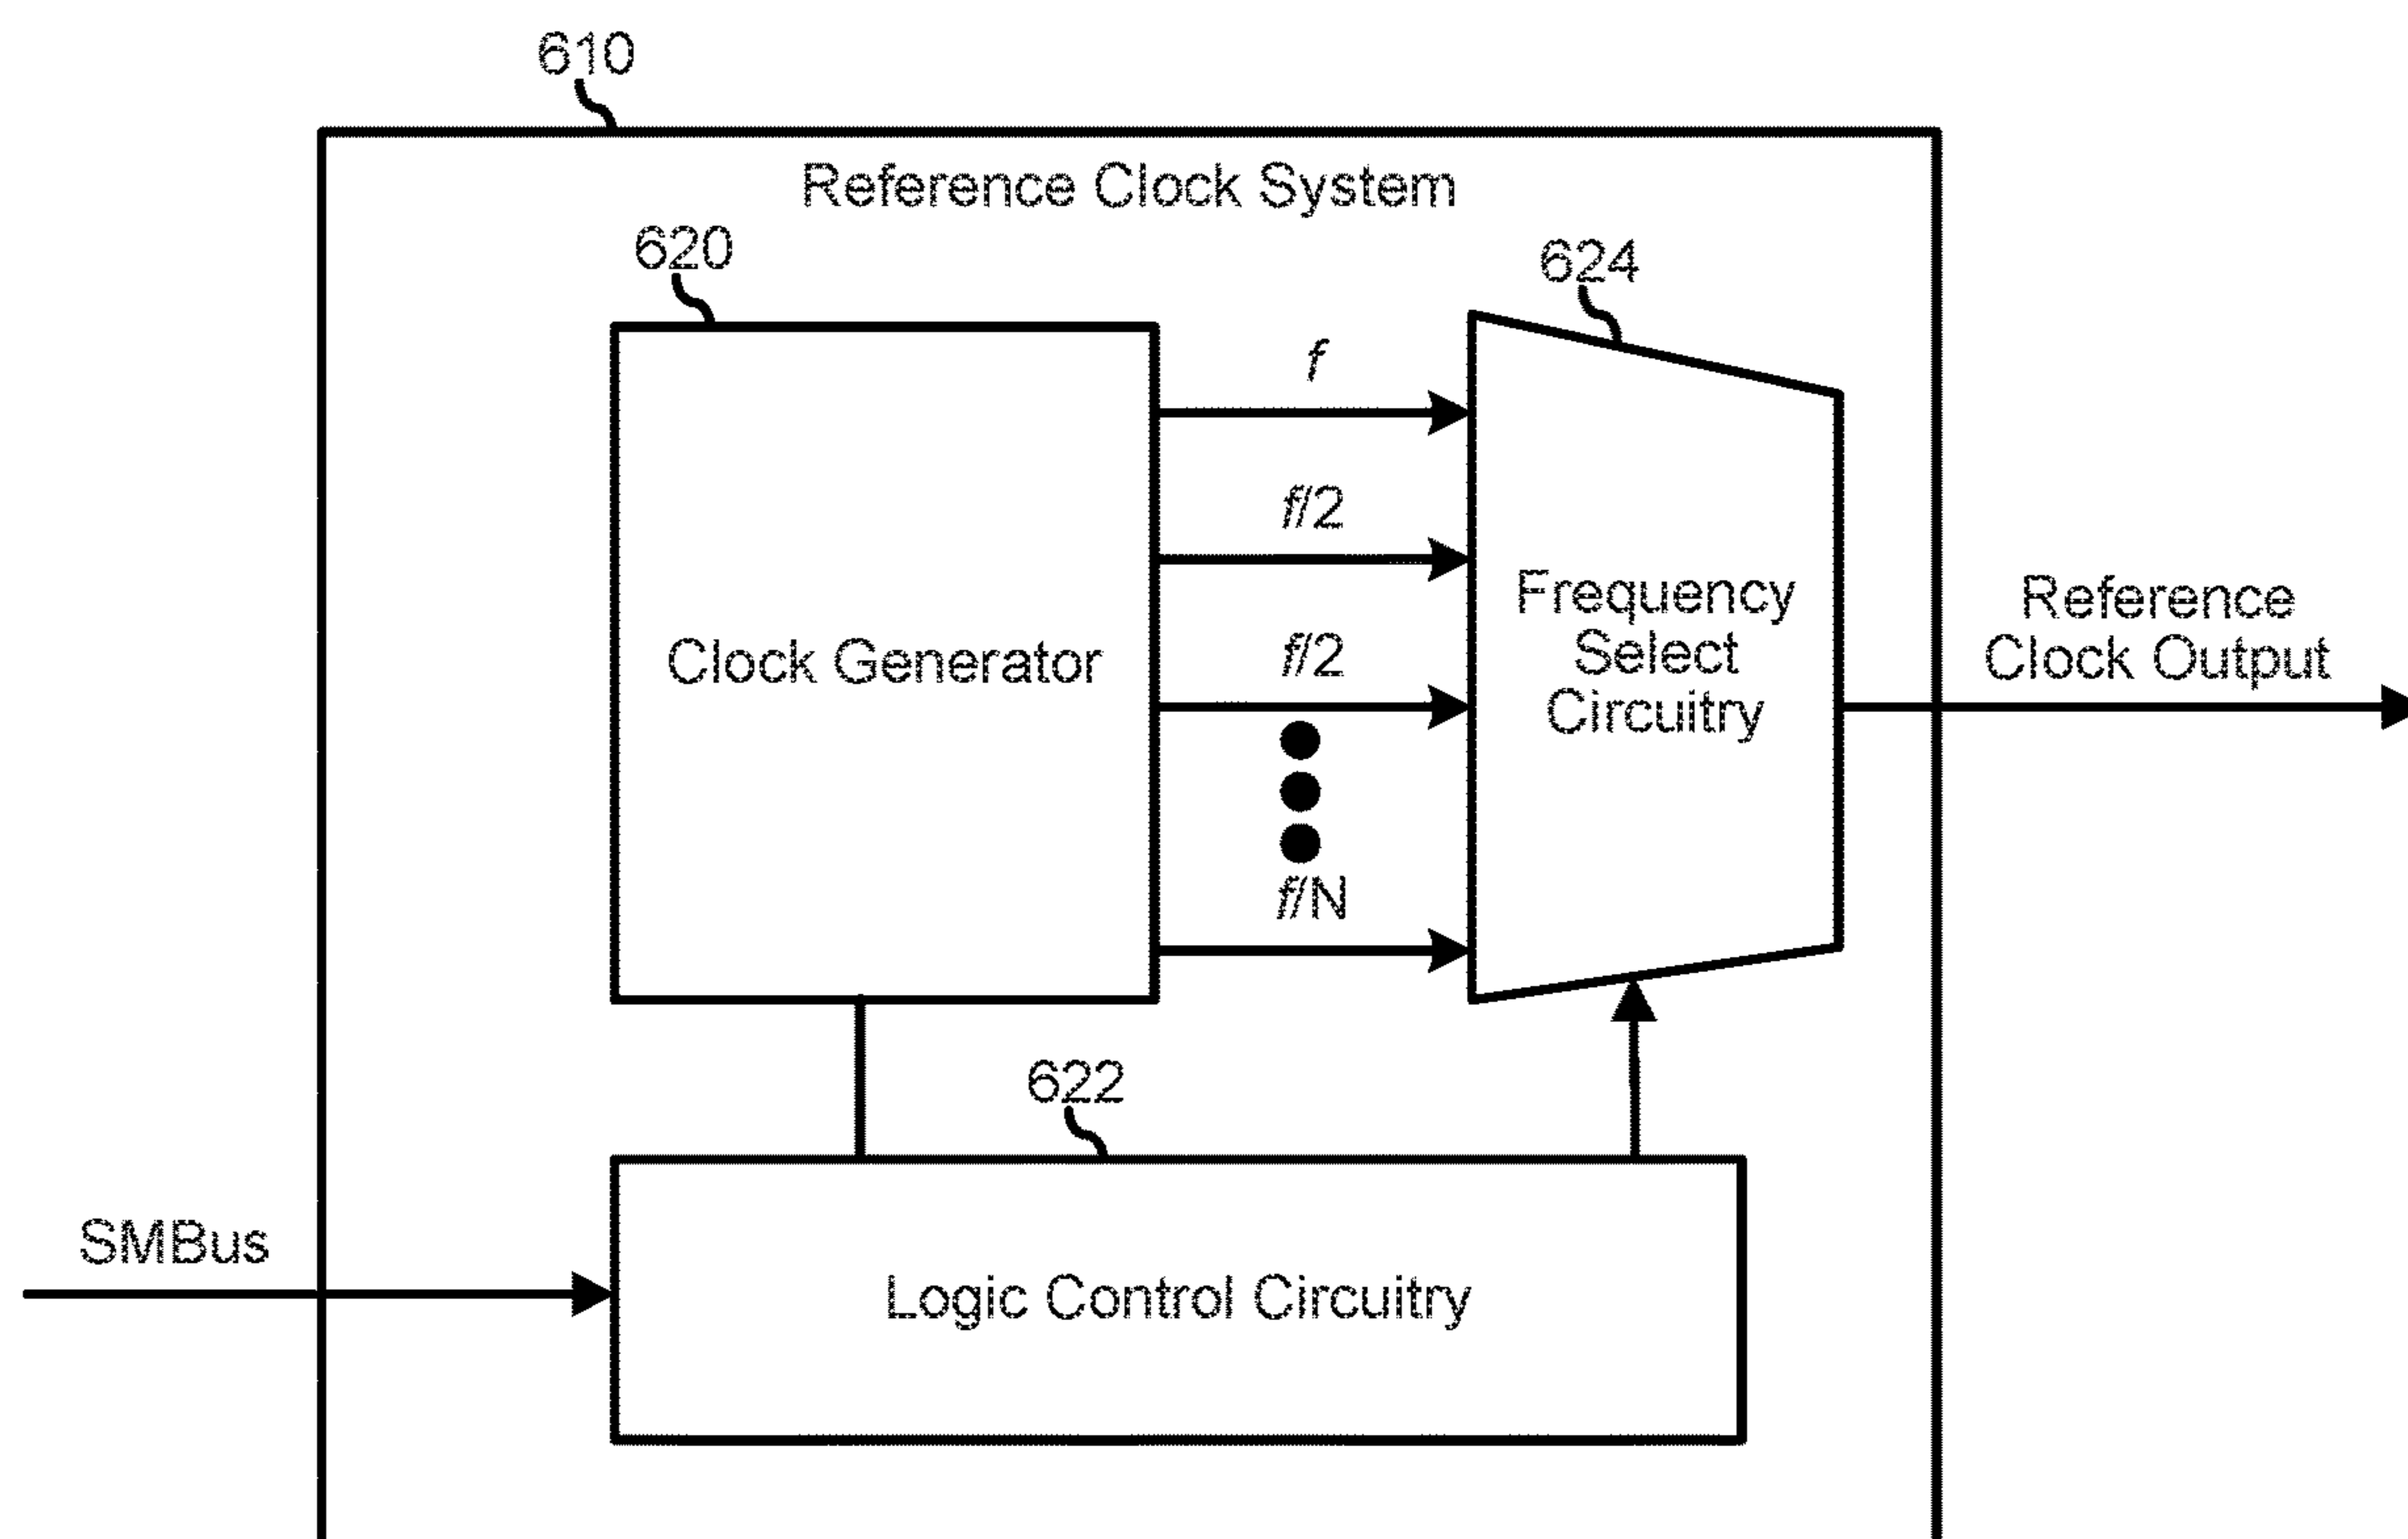 610
Reference Clock System
620
624
f
f/2
f/2
f/N
Clock Generator
Frequency
Select
Circuitry
Reference
Clock Output
622
SMBus
Logic Control Circuitry